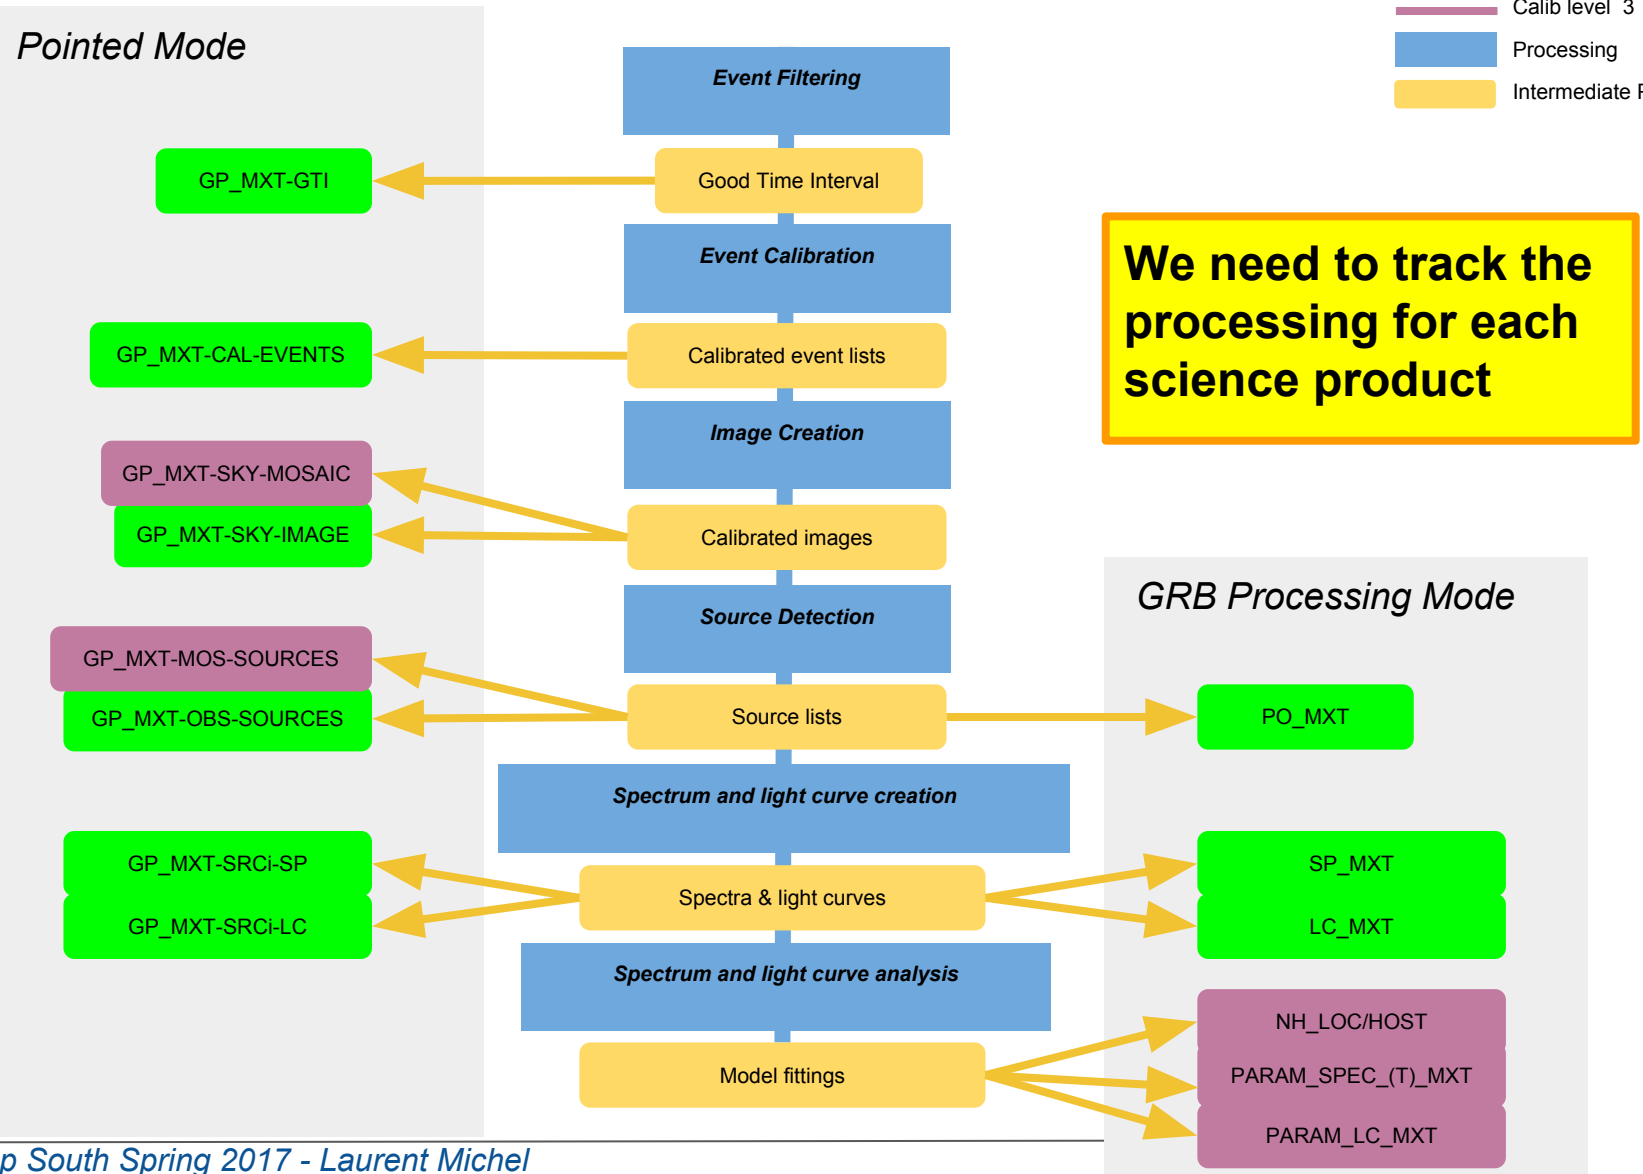 Pointed Mode
Calib level 3
Processing
Intermediate
Event Filtering
GP_MXT-GTI
Good Time Interval
Event Calibration
We need to track the
processing for each
science product
GP_MXT-CAL-EVENTS
Calibrated event lists
Image Creation
GP_MXT-SKY-MOSAIC
GP_MXT-SKY-IMAGE
Calibrated images
GRB Processing Mode
Source Detection
GP_MXT-MOS-SOURCES
GP_MXT-OBS-SOURCES
Source lists
PO_MXT
Spectrum and light curve creation
GP_MXT-SRCi-SP
GP_MXT-SRCi-LC
Spectra & light curves
SP_MXT
LC_MXT
Spectrum and light curve analysis
NH_LOC/HOST
Model fittings
PARAM_SPEC_(T)_MXT
PARAM_LC_MXT
p South Spring 2017 - Laurent Michel